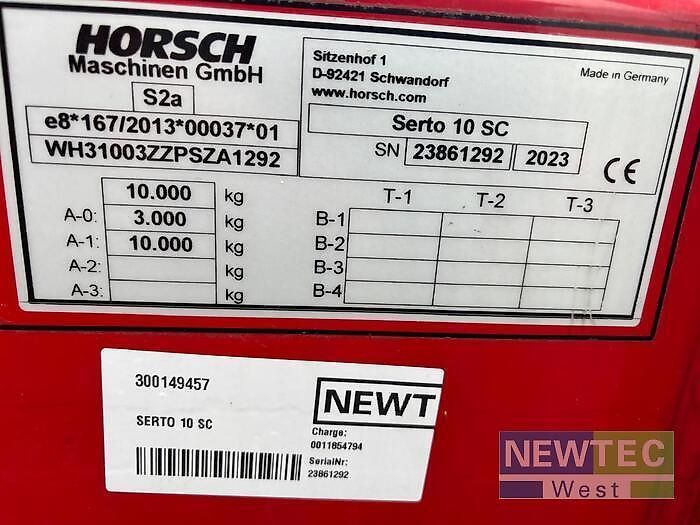 HORSCH
Maschinen GmbH
S2a
e8*167/2013*00037*01
WH31003ZZPSZA1292
Sitzenhof 1
D-92421 Schwandorf
www.horsch.com
Made in Germany
Serto 10 SC
SN 23861292 2023
CE
10.000 kg
A-0: 3.000 kg
A-1: 10.000 kg
A-2: kg
A-3: kg
T-1 T-2 T-3
B-1
B-2
B-3
B-4
300149457
SERTO 10 SC
NEWT
Charge:
0011654794
SerialNr:
23861292
NEWTEC
West